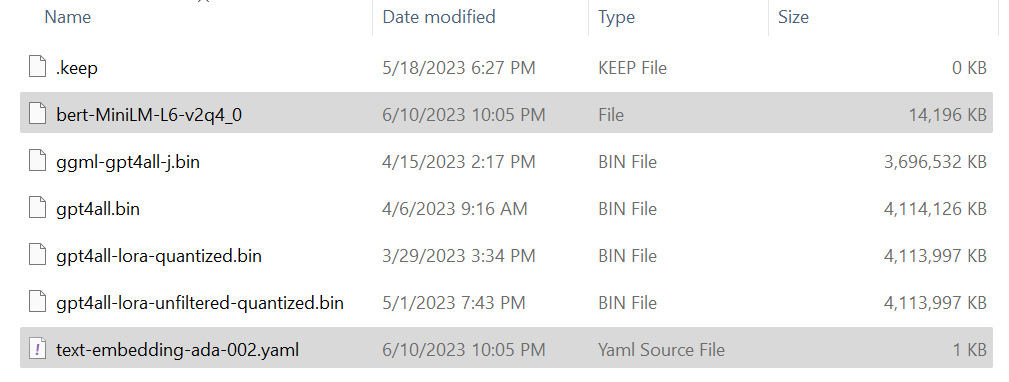 Name Date modified Type Size
.keep 5/18/2023 6:27 PM KEEP File 0 KB
bert-MiniLM-L6-v2q4_0 6/10/2023 10:05 PM File 14,196 KB
ggml-gpt4all-j.bin 4/15/2023 2:17 PM BIN File 3,696,532 KB
gpt4all.bin 4/6/2023 9:16 AM BIN File 4,114,126 KB
gpt4all-lora-quantized.bin 3/29/2023 3:34 PM BIN File 4,113,997 KB
gpt4all-lora-unfiltered-quantized.bin 5/1/2023 7:43 PM BIN File 4,113,997 KB
text-embedding-ada-002.yaml 6/10/2023 10:05 PM Yaml Source File 1 KB